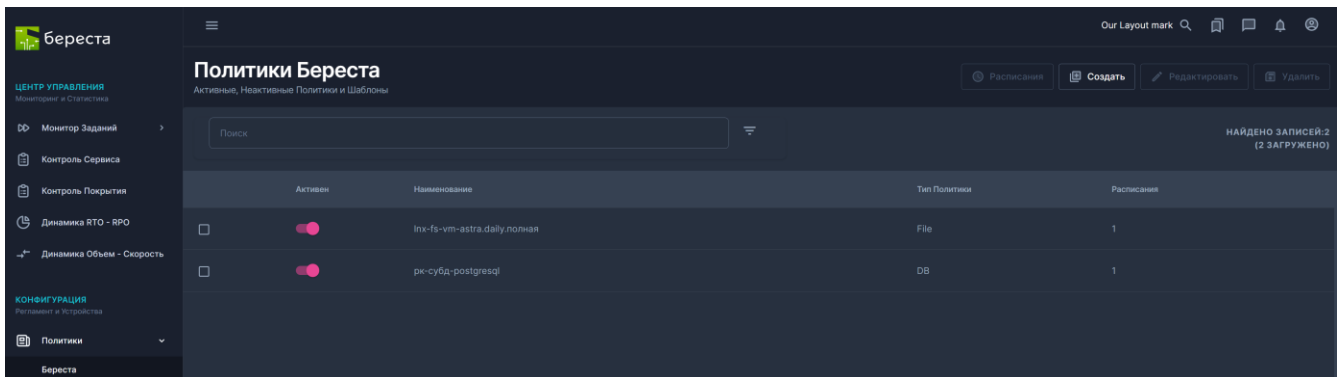 береста
Our Layout mark
Политики Береста
Активные, Неактивные Политики и Шаблоны
Расписания
Создать
Редактировать
Удалить
ЦЕНТР УПРАВЛЕНИЯ
Мониторинг и Статистика
Монитор Заданий
Контроль Сервиса
Контроль Покрытия
Динамика RTO - RPO
Динамика Объем - Скорость
КОНФИГУРАЦИЯ
Регламент и Устройства
Политики
Береста
Поиск
НАЙДЕНО ЗАПИСЕЙ:2
(2 ЗАГРУЖЕНО)
Активен Наименование Тип Политики Расписания
lnx-fs-vm-astra.daily.полная File 1
рк-субд-postgresql DB 1